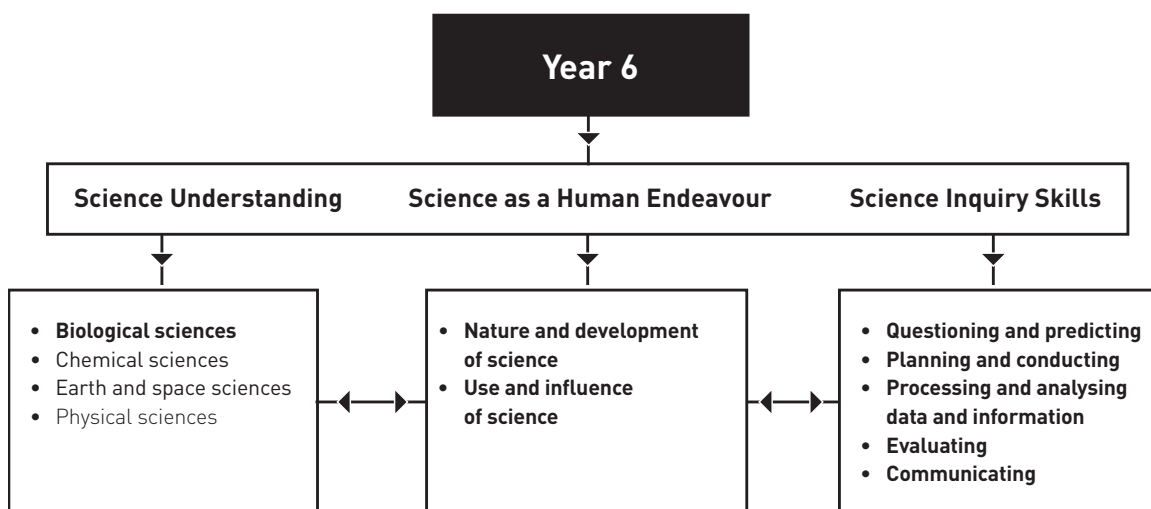 Year 6
Science Understanding
Science as a Human Endeavour
Science Inquiry Skills
• Biological sciences
• Chemical sciences
• Earth and space sciences
• Physical sciences
• Nature and development
of science
• Use and influence
of science
• Questioning and predicting
• Planning and conducting
• Processing and analysing
data and information
• Evaluating
• Communicating